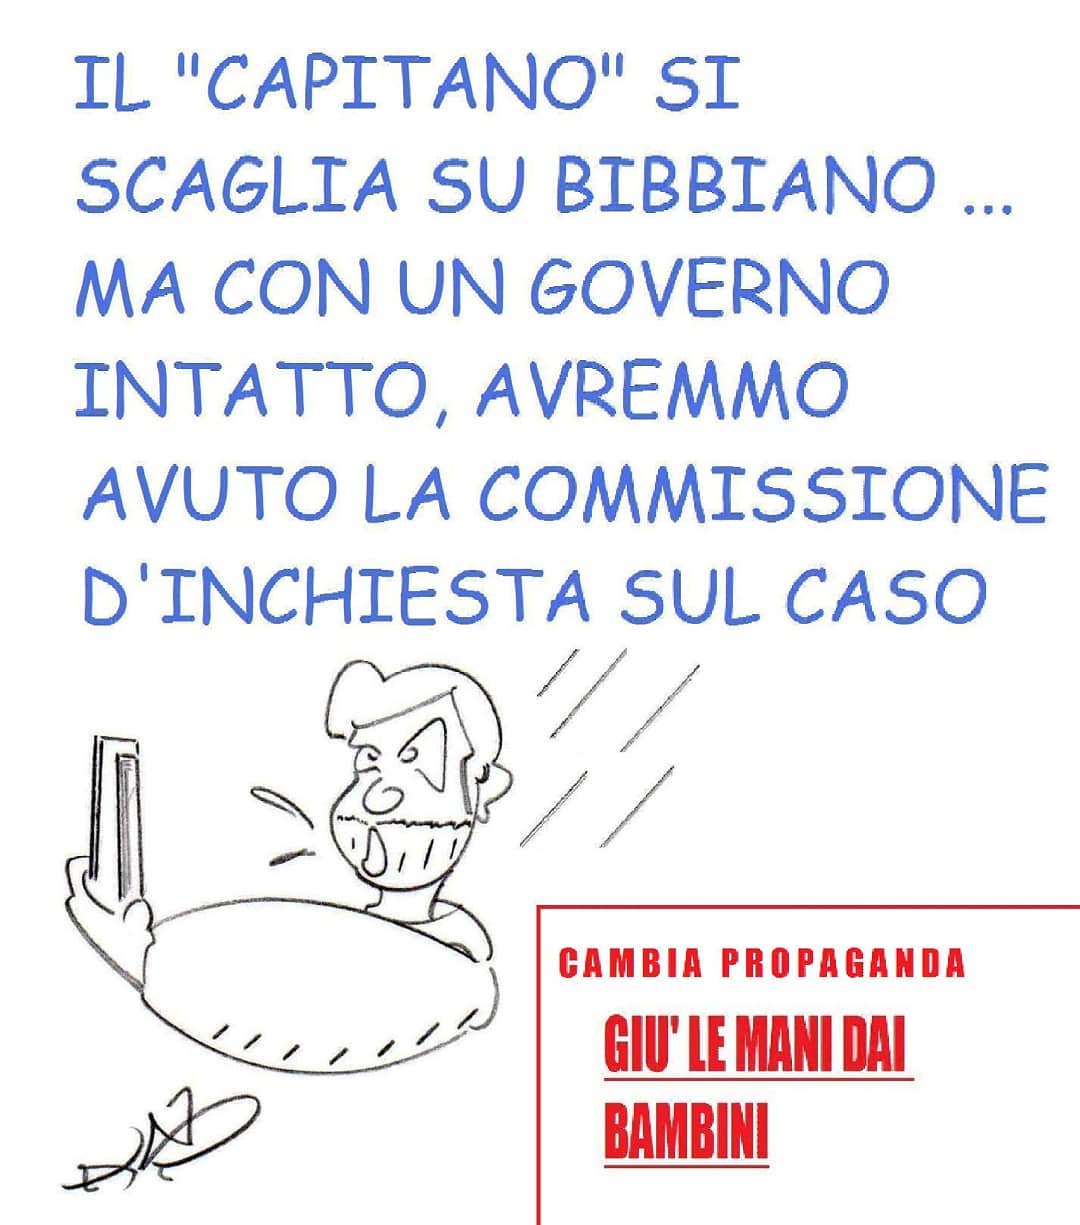 IL "CAPITANO" SI
SCAGLIA SU BIBBIANO ...
MA CON UN GOVERNO
INTATTO, AVREMMO
AVUTO LA COMMISSIONE
D'INCHIESTA SUL CASO
CAMBIA PROPAGANDA
GIU' LE MANI DAI
BAMBINI